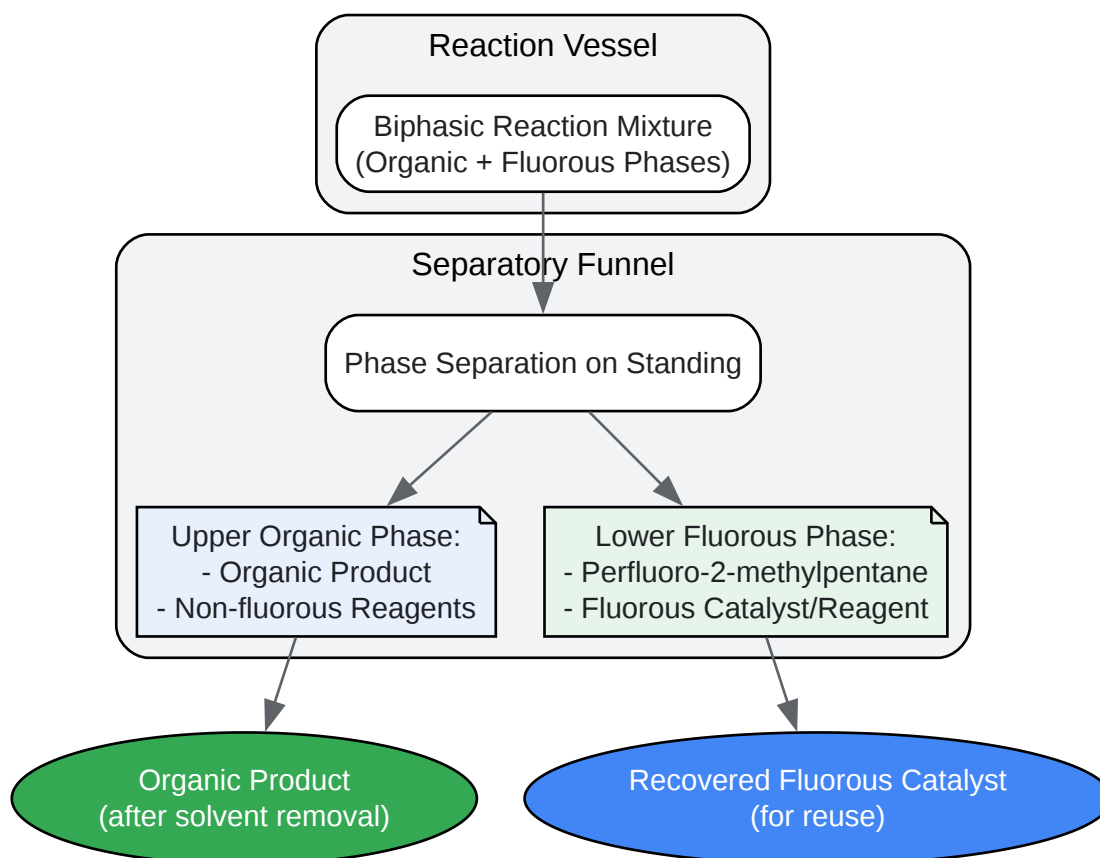 Reaction Vessel
Biphasic Reaction Mixture
(Organic + Fluorous Phases)
Separatory Funnel
Phase Separation on Standing
Upper Organic Phase:
- Organic Product
- Non-fluorous Reagents
Lower Fluorous Phase:
- Perfluoro-2-methylpentane
- Fluorous Catalyst/Reagent
Organic Product
(after solvent removal)
Recovered Fluorous Catalyst
(for reuse)